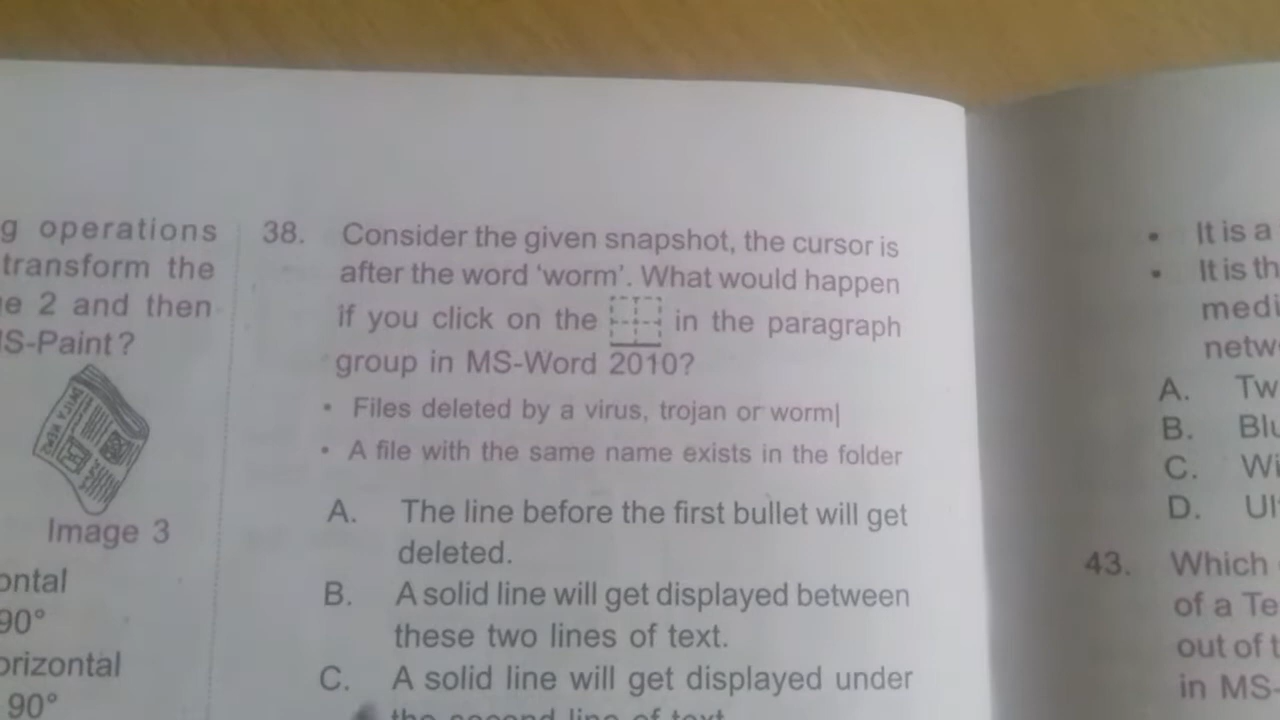 g operations
transform the
e 2 and then
S-Paint?
Image 3
ontal
90°
orizontal
90°
38. Consider the given snapshot, the cursor is
after the word ‘worm’. What would happen
if you click on the in the paragraph
group in MS-Word 2010?
• Files deleted by a virus, trojan or worm|
• A file with the same name exists in the folder
A. The line before the first bullet will get
deleted.
B. A solid line will get displayed between
these two lines of text.
C. A solid line will get displayed under
the second line of text.
• It is a
• It is th
medi
netw
A. Tw
B. Blu
C. Wi
D. Ul
43. Which
of a Te
out of t
in MS-